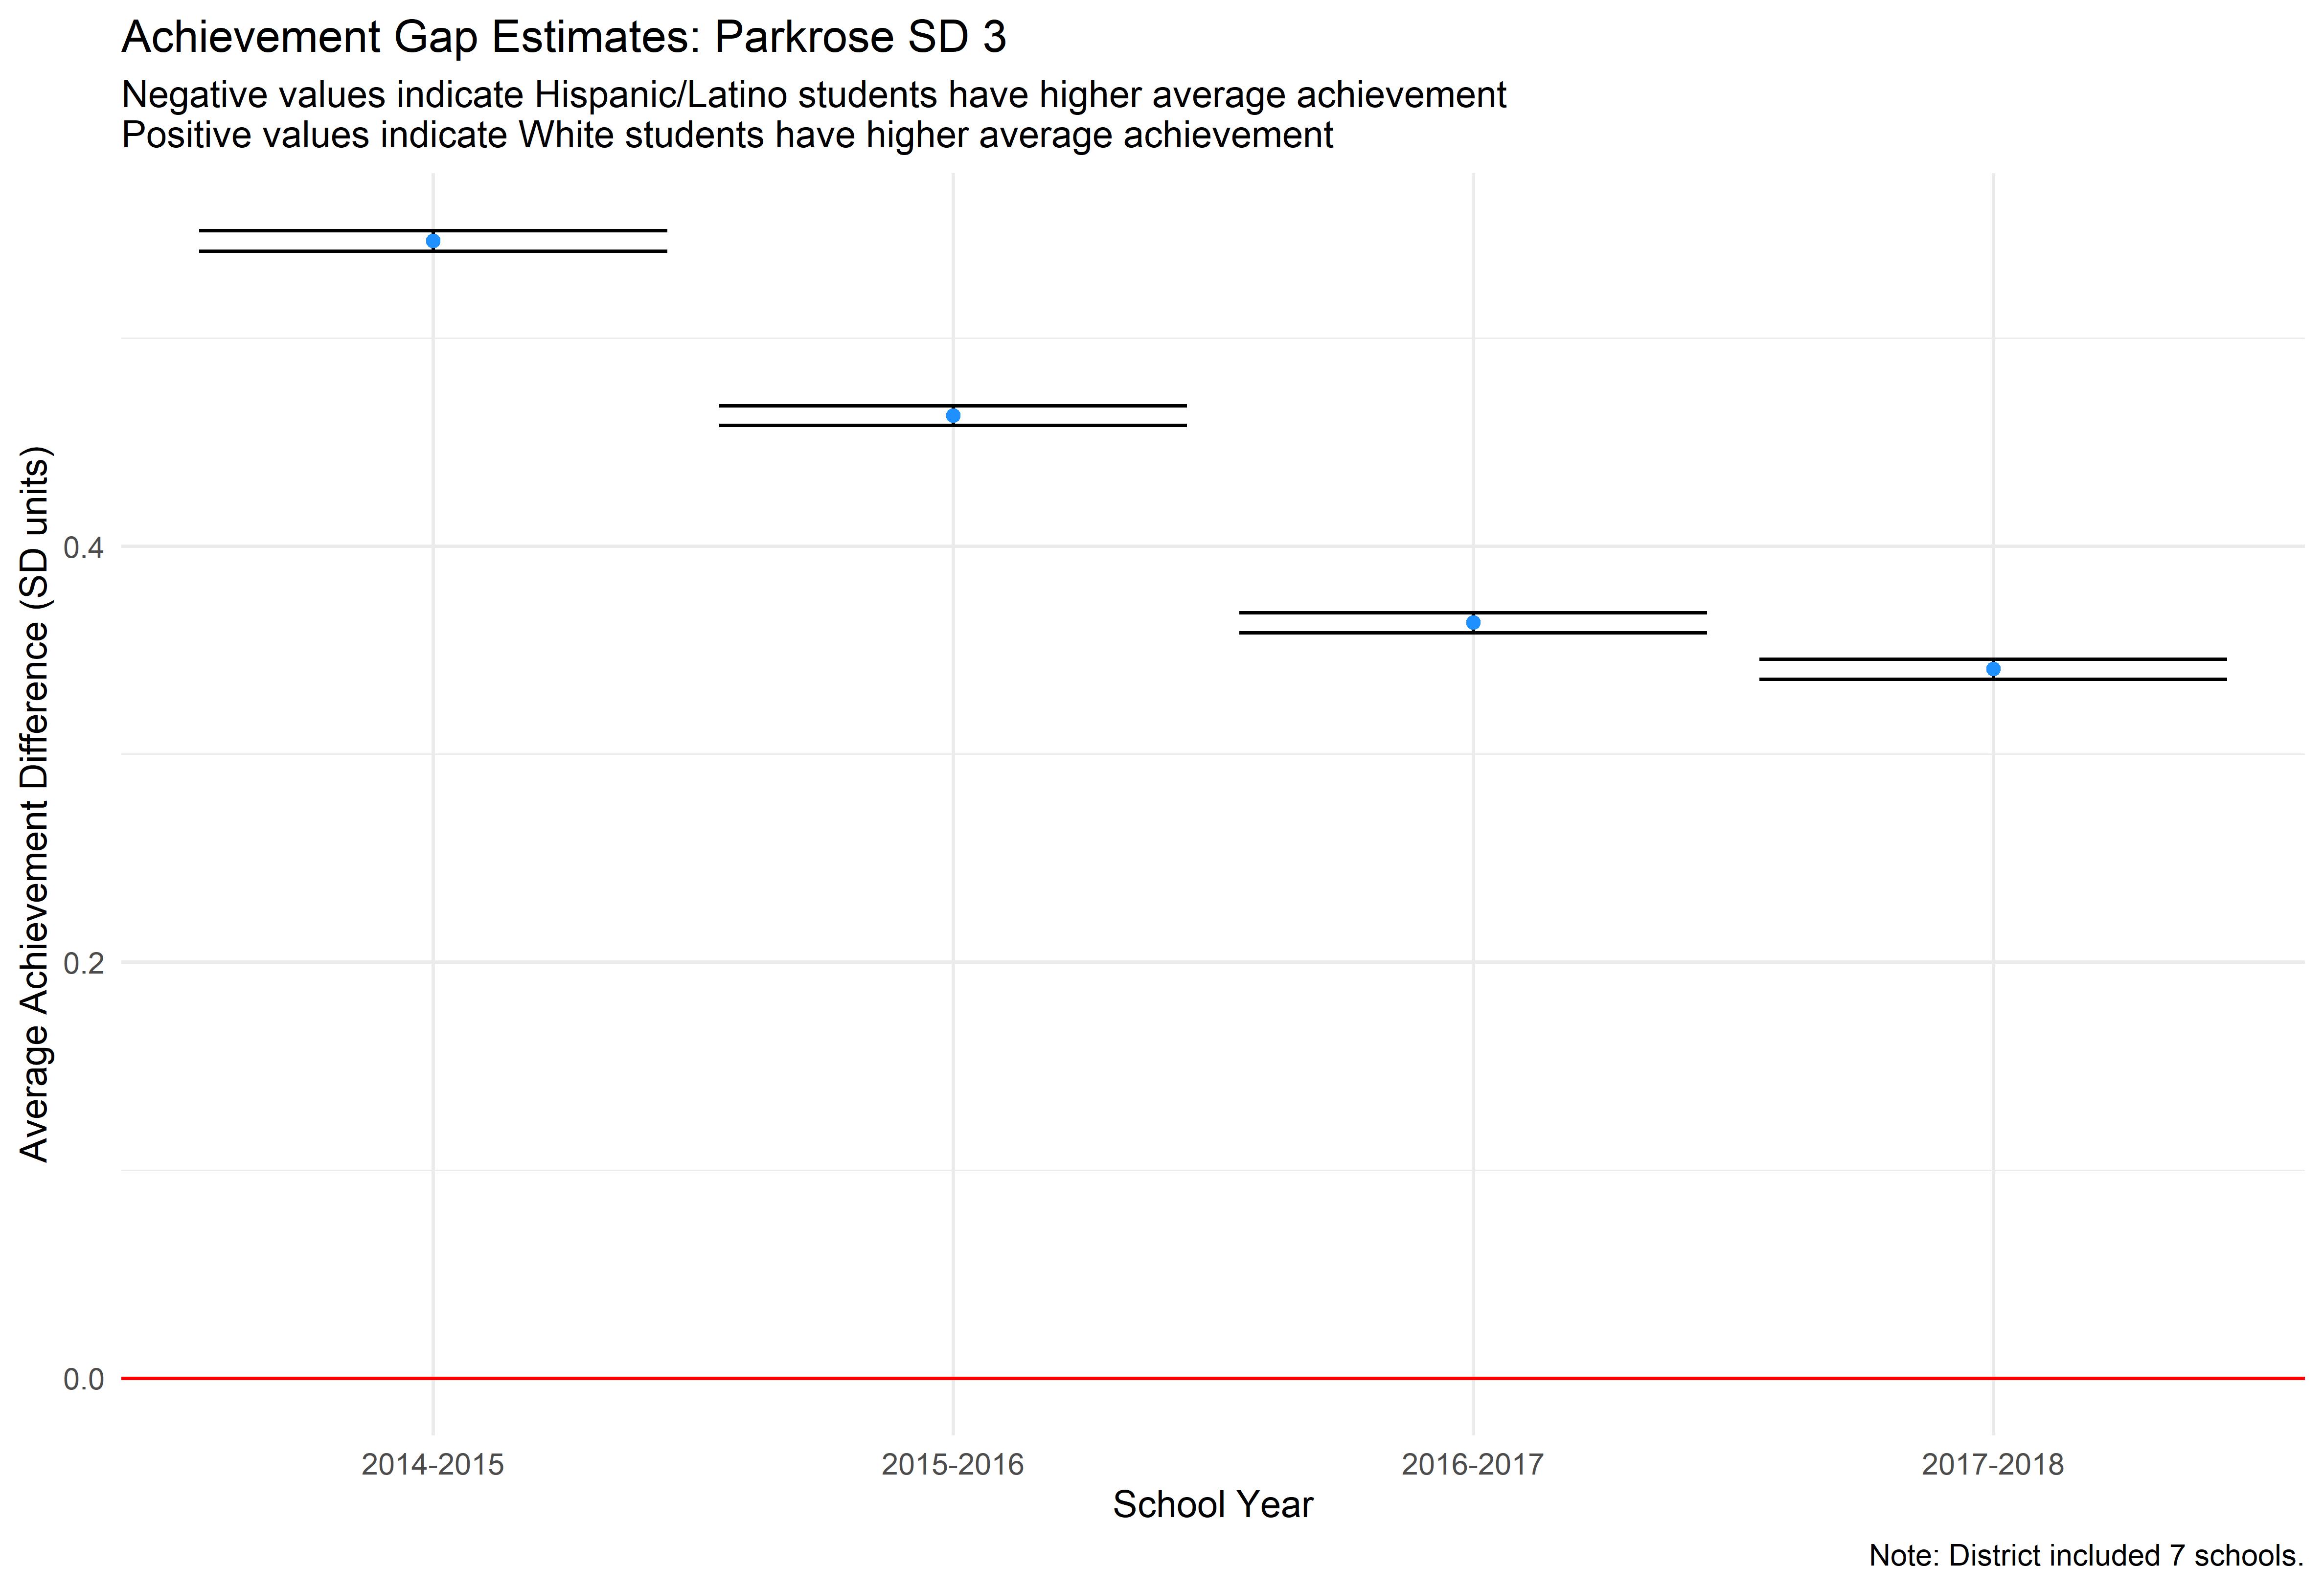 Achievement Gap Estimates: Parkrose SD 3
Negative values indicate Hispanic/Latino students have higher average achievement
Positive values indicate White students have higher average achievement
Average Achievement Difference (SD units)
0.4
0.2
0.0
2014-2015
2015-2016
2016-2017
2017-2018
School Year
Note: District included 7 schools.